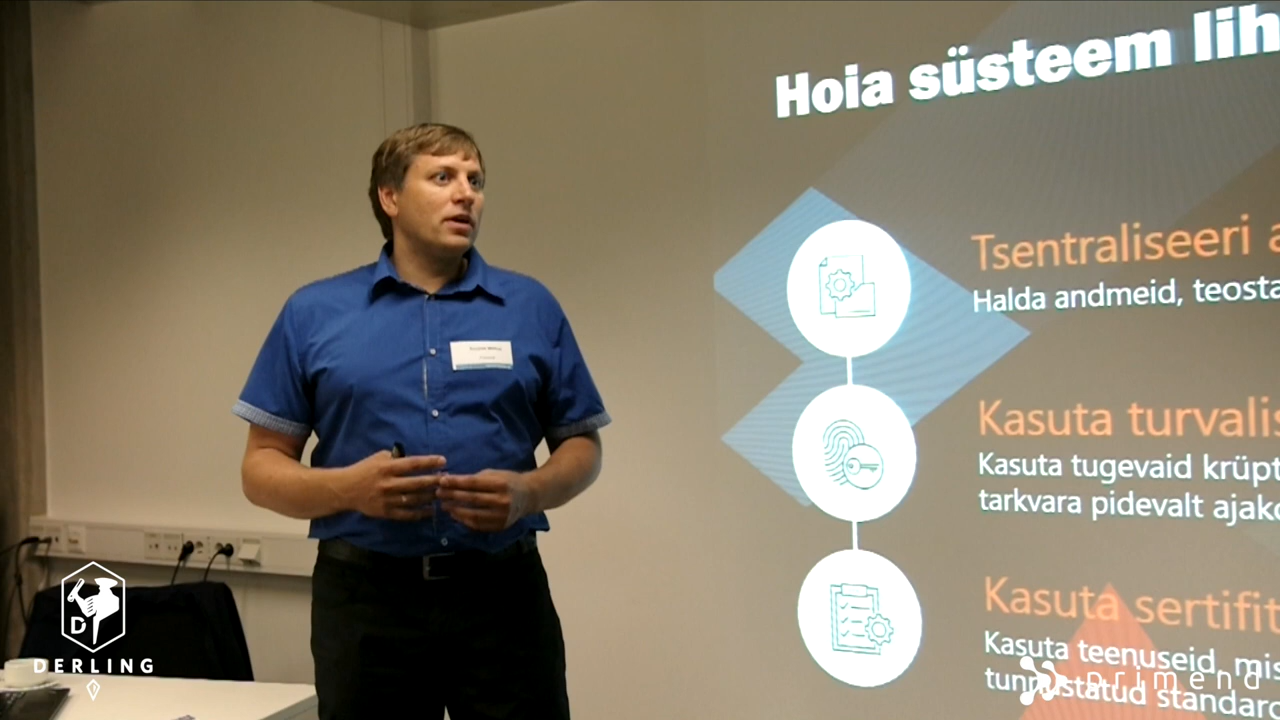 Hoia süsteem lih
Tsentraliseeri a
Halda andmeid, teosta
Kasuta turvalis
Kasuta tugevaid krüpt
tarkvara pidevalt ajako
Kasuta sertifit
Kasuta teenuseid, mis
tunnustatud standard
D
DERLING
primend